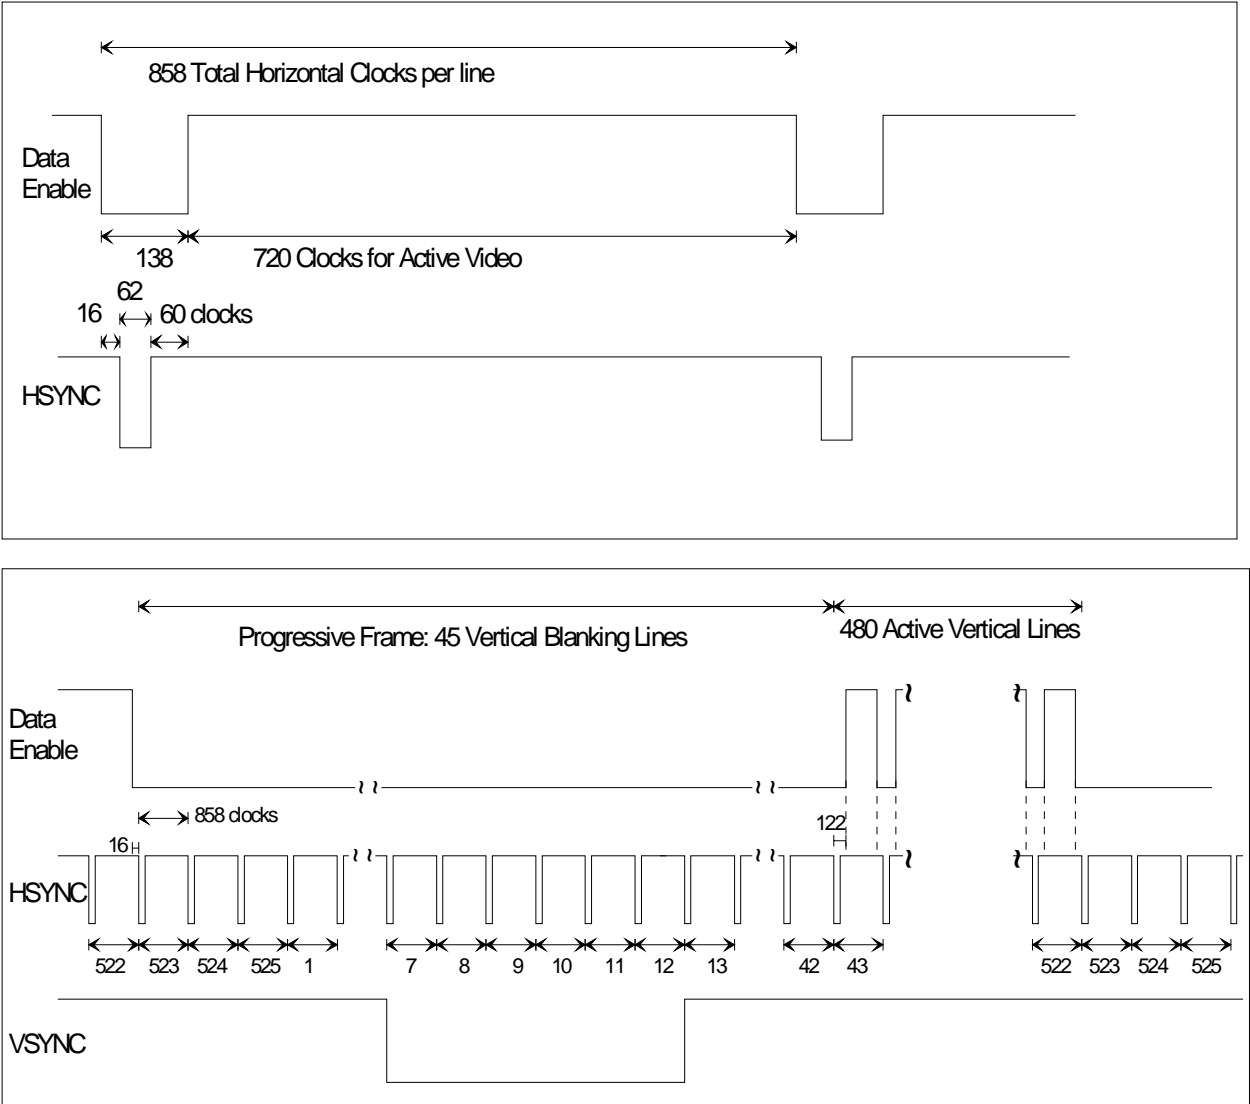 858 Total Horizontal Clocks per line
Data
Enable
138
720 Clocks for Active Video
62
16
60 clocks
HSYNC
Progressive Frame: 45 Vertical Blanking Lines
480 Active Vertical Lines
Data
Enable
858 clocks
122
16
HSYNC
522 523 524 525 1 7 8 9 10 11 12 13 42 43 522 523 524 525
VSYNC